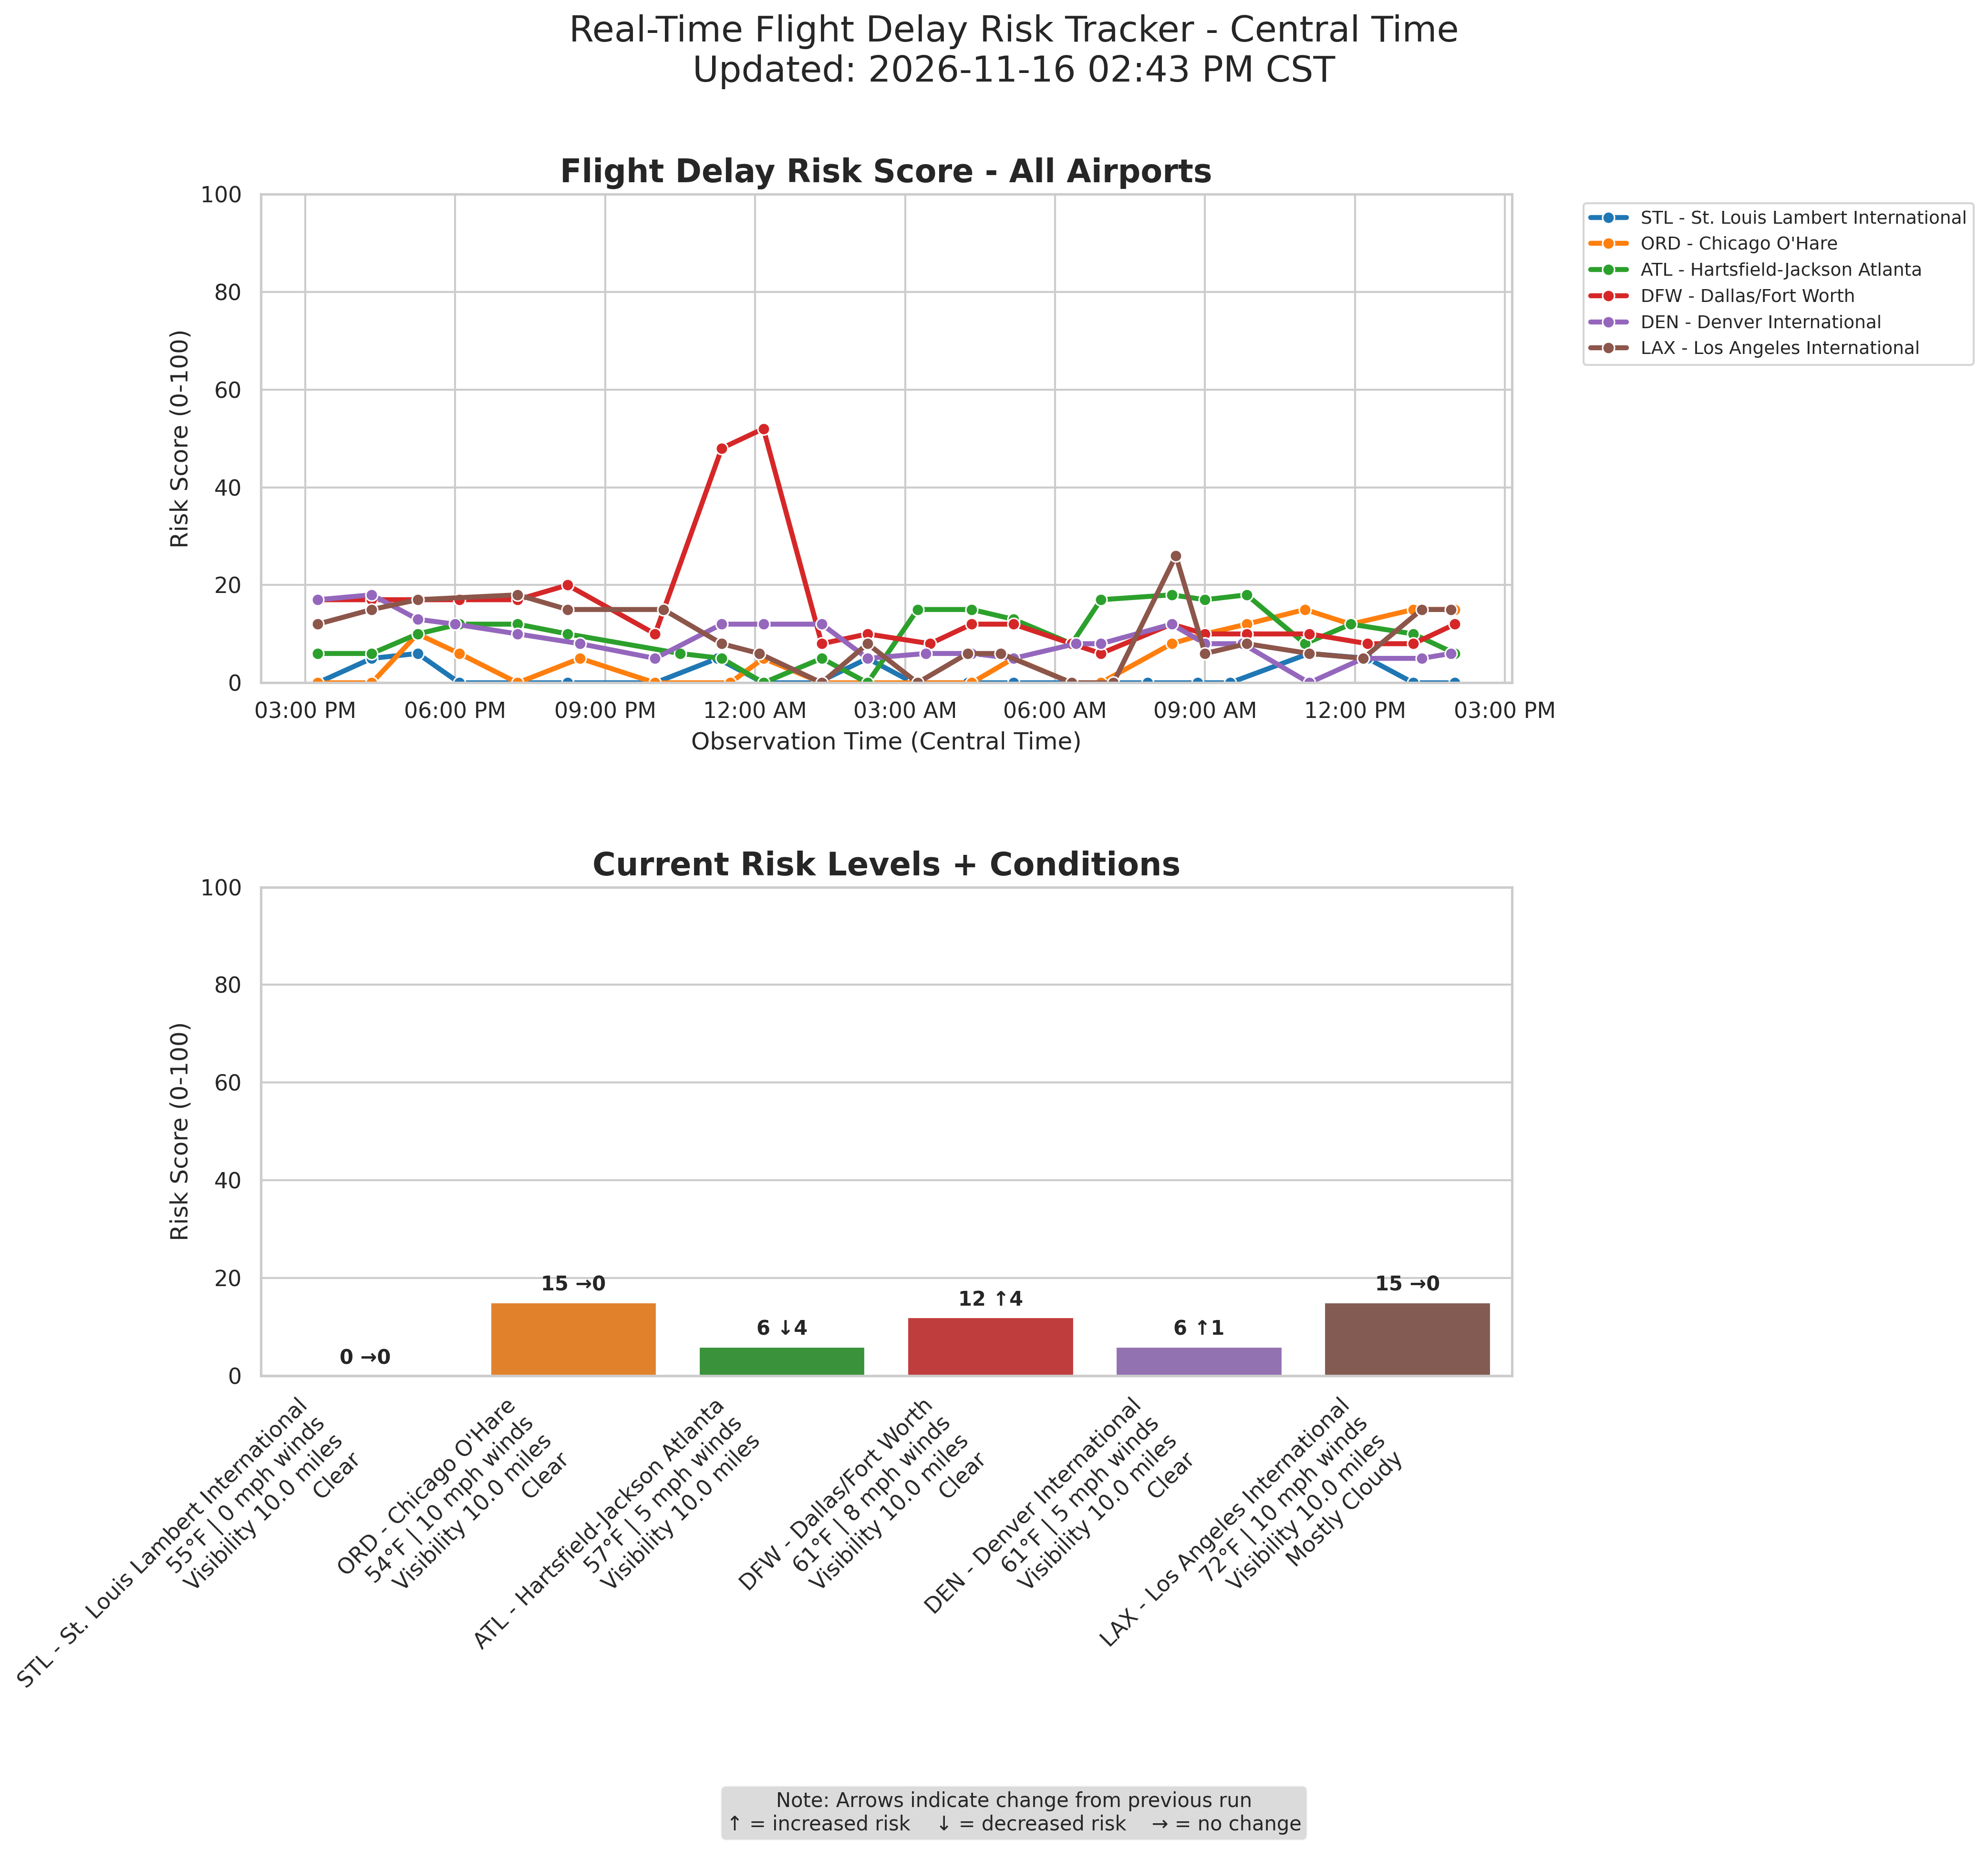 Real-Time Flight Delay Risk Tracker - Central Time
Updated: 2026-11-16 02:43 PM CST
Flight Delay Risk Score - All Airports
Risk Score (0-100)
100
80
60
40
20
0
03:00 PM
06:00 PM
09:00 PM
12:00 AM
03:00 AM
06:00 AM
09:00 AM
12:00 PM
03:00 PM
Observation Time (Central Time)
STL - St. Louis Lambert International
ORD - Chicago O'Hare
ATL - Hartsfield-Jackson Atlanta
DFW - Dallas/Fort Worth
DEN - Denver International
LAX - Los Angeles International
Current Risk Levels + Conditions
Risk Score (0-100)
100
80
60
40
20
0
0 →0
15 →0
6 ↓4
12 ↑4
6 ↑1
15 →0
STL - St. Louis Lambert International
55°F | 0 mph winds
Visibility 10.0 miles
Clear
ORD - Chicago O'Hare
54°F | 10 mph winds
Visibility 10.0 miles
Clear
ATL - Hartsfield-Jackson Atlanta
57°F | 5 mph winds
Visibility 10.0 miles
DFW - Dallas/Fort Worth
61°F | 8 mph winds
Visibility 10.0 miles
Clear
DEN - Denver International
61°F | 5 mph winds
Visibility 10.0 miles
Clear
LAX - Los Angeles International
72°F | 10 mph winds
Visibility 10.0 miles
Mostly Cloudy
Note: Arrows indicate change from previous run
↑ = increased risk    ↓ = decreased risk    → = no change